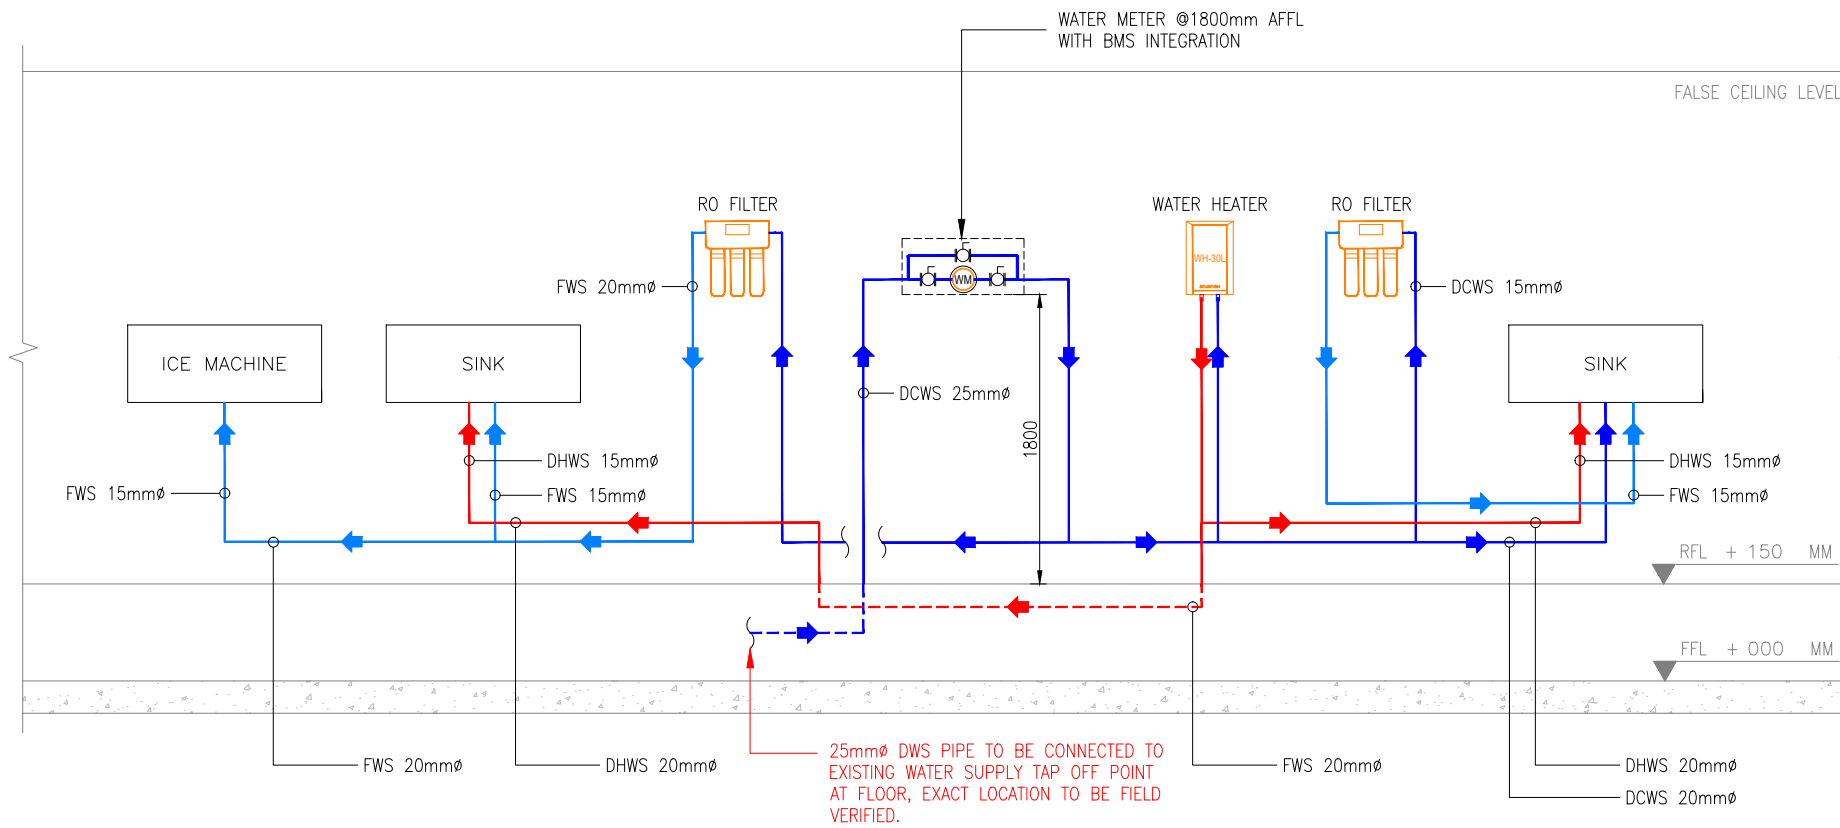 WATER METER @1800mm AFFL
WITH BMS INTEGRATION
FALSE CEILING LEVEL
RO FILTER
WATER HEATER
RO FILTER
WH-30L
WM
FWS 20mmø
DCWS 15mmø
ICE MACHINE
SINK
SINK
DCWS 25mmø
1800
DHWS 15mmø
DHWS 15mmø
FWS 15mmø
FWS 15mmø
FWS 15mmø
RFL + 150 MM
FFL + 000 MM
25mmø DWS PIPE TO BE CONNECTED TO
EXISTING WATER SUPPLY TAP OFF POINT
AT FLOOR, EXACT LOCATION TO BE FIELD
VERIFIED.
FWS 20mmø
DHWS 20mmø
FWS 20mmø
DHWS 20mmø
DCWS 20mmø